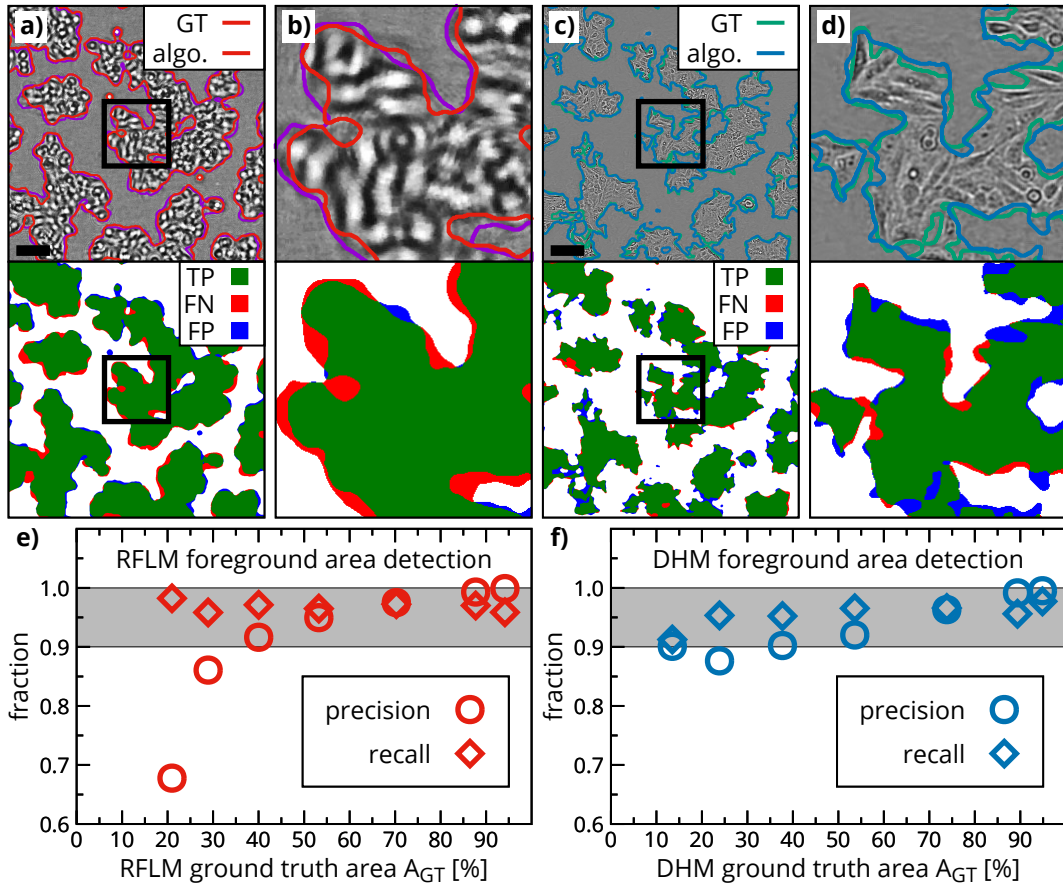 a)
GT
algo.
b)
c)
GT
algo.
d)
TP
FN
FP
TP
FN
FP
e)
RFLM foreground area detection
1.0
0.9
0.8
0.7
0.6
fraction
precision
recall
0 10 20 30 40 50 60 70 80 90
RFLM ground truth area A_GT [%]
f)
DHM foreground area detection
1.0
0.9
0.8
0.7
0.6
fraction
precision
recall
0 10 20 30 40 50 60 70 80 90
DHM ground truth area A_GT [%]